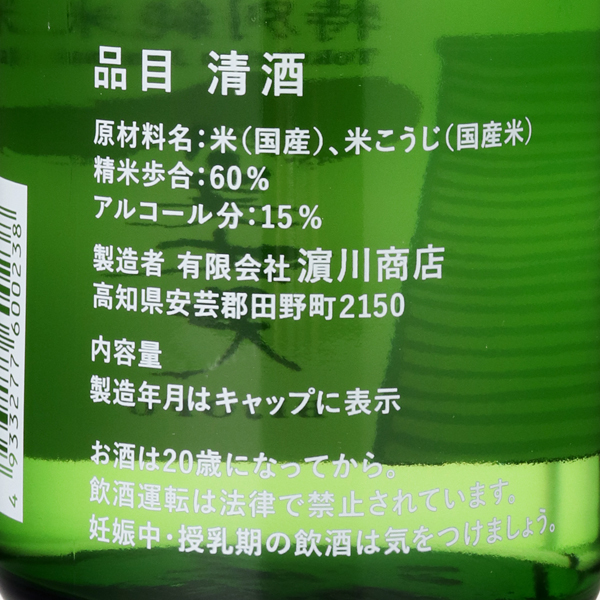 品目 清酒
原材料名：米（国産）、米こうじ（国産米）
精米歩合：60%
アルコール分：15%
製造者 有限会社 濵川商店
高知県安芸郡田野町2150
内容量
製造年月はキャップに表示
お酒は20歳になってから。
飲酒運転は法律で禁止されています。
妊娠中・授乳期の飲酒は気をつけましょう。
4 933277 600238